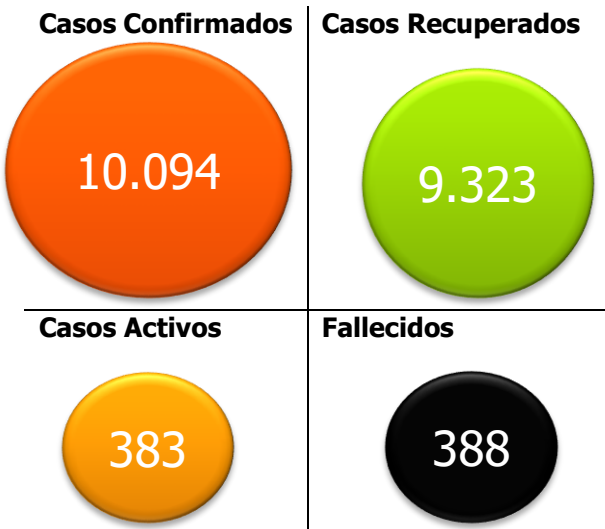 Casos Confirmados
10.094
Casos Recuperados
9.323
Casos Activos
383
Fallecidos
388